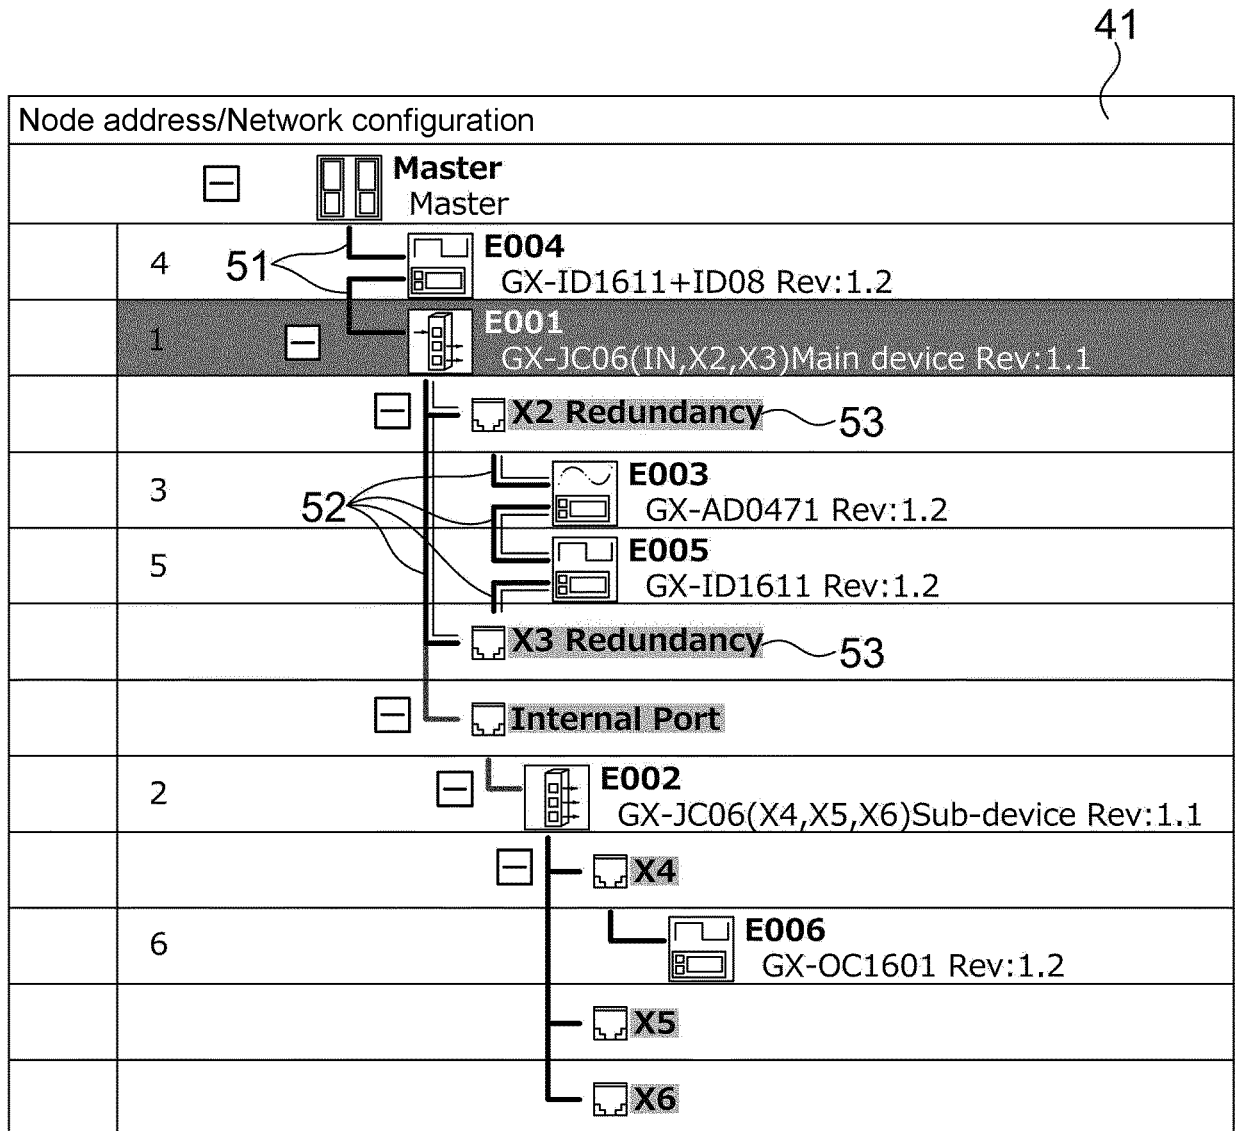 41
Node address/Network configuration
Master
Master
4
51
E004
GX-ID1611+ID08 Rev:1.2
1
E001
GX-JC06(IN,X2,X3)Main device Rev:1.1
X2 Redundancy
53
3
52
E003
GX-AD0471 Rev:1.2
5
E005
GX-ID1611 Rev:1.2
X3 Redundancy
53
Internal Port
2
E002
GX-JC06(X4,X5,X6)Sub-device Rev:1.1
X4
6
E006
GX-OC1601 Rev:1.2
X5
X6